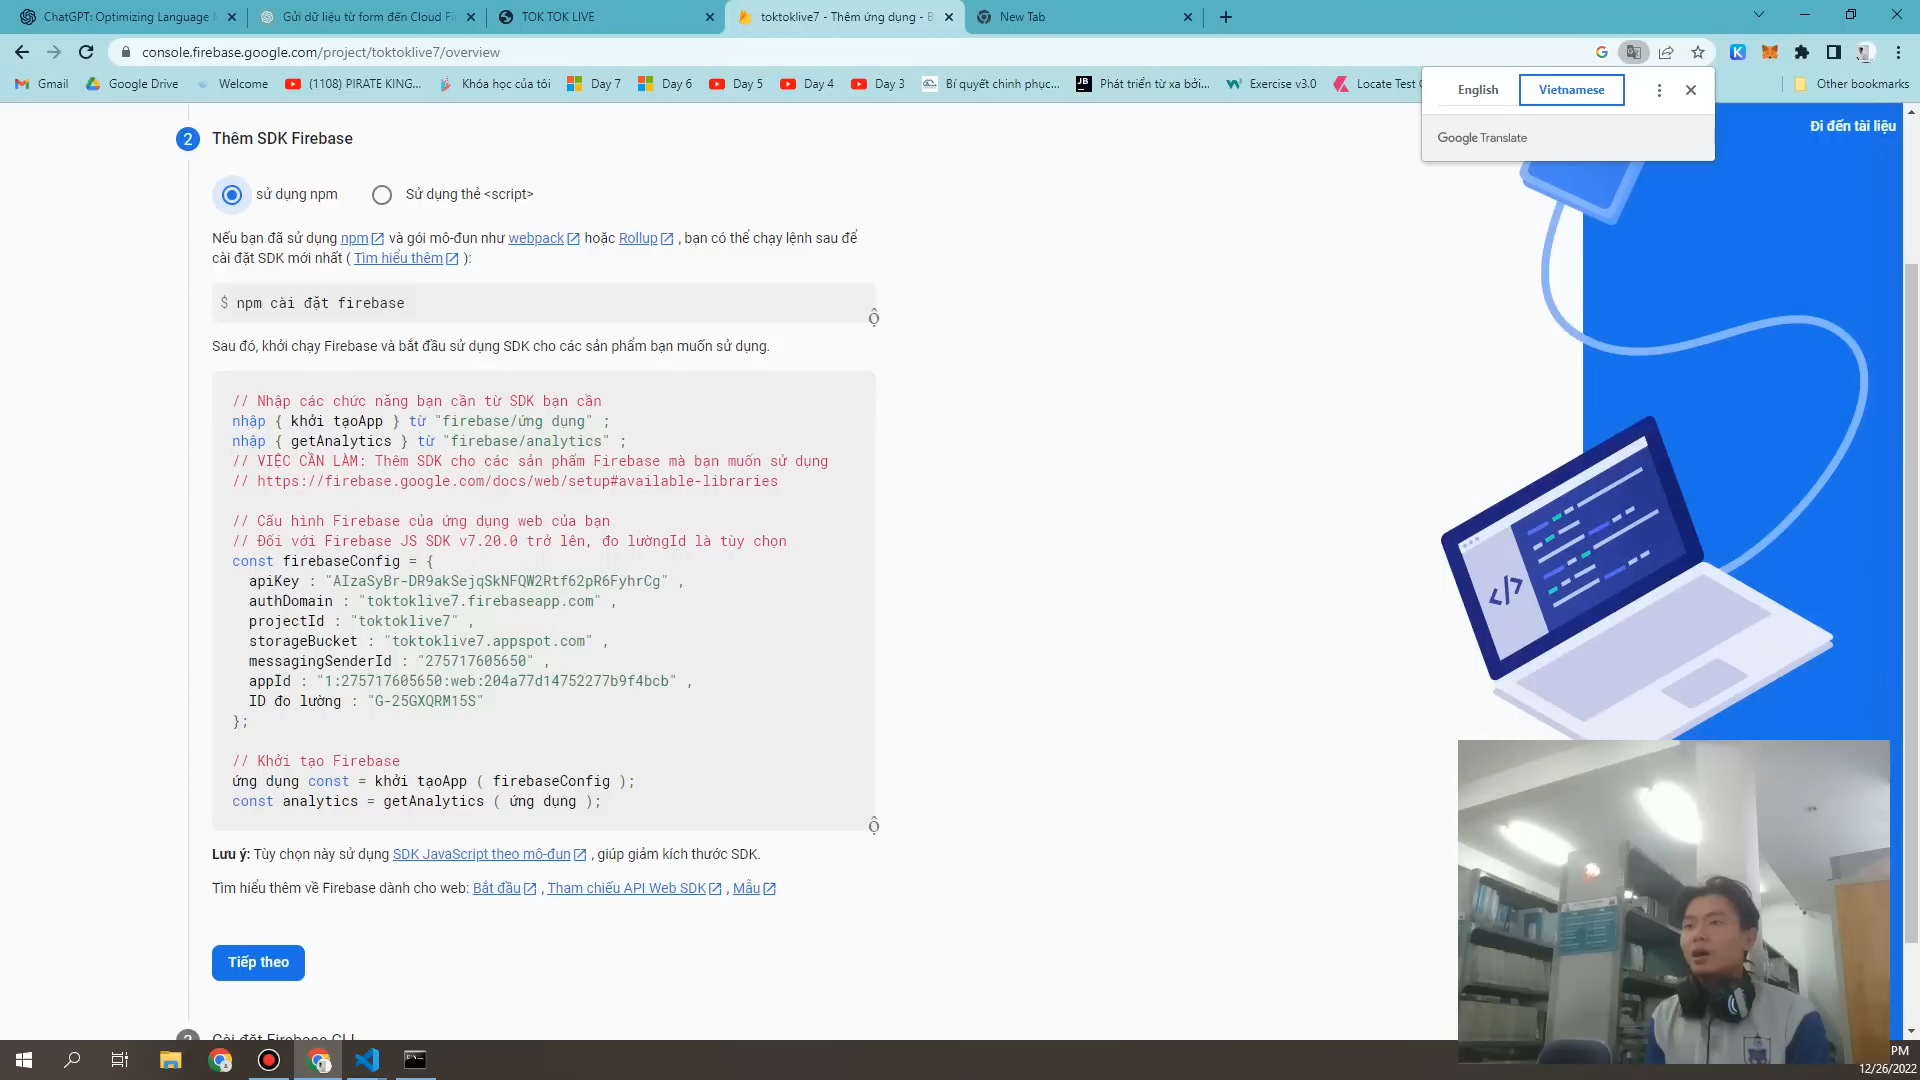 ChatGPT: Optimizing Language M
Gửi dữ liệu từ form đến Cloud Fi
TOK TOK LIVE
toktoklive7 - Thêm ứng dụng - B
New Tab
console.firebase.google.com/project/toktoklive7/overview
Gmail
Google Drive
Welcome
(1108) PIRATE KING...
Khóa học của tôi
Day 7
Day 6
Day 5
Day 4
Day 3
Bí quyết chinh phục...
Phát triển từ xa bởi...
Exercise v3.0
Locate Test
Other bookmarks
English
Vietnamese
Google Translate
Đi đến tài liệu
2
Thêm SDK Firebase
sử dụng npm
Sử dụng thẻ <script>
Nếu bạn đã sử dụng npm và gói mô-đun như webpack hoặc Rollup , bạn có thể chạy lệnh sau để
cài đặt SDK mới nhất ( Tìm hiểu thêm ):
$ npm cài đặt firebase
Sau đó, khởi chạy Firebase và bắt đầu sử dụng SDK cho các sản phẩm bạn muốn sử dụng.
// Nhập các chức năng bạn cần từ SDK bạn cần
nhập { khởi tạoApp } từ "firebase/ứng dụng" ;
nhập { getAnalytics } từ "firebase/analytics" ;
// VIỆC CẦN LÀM: Thêm SDK cho các sản phẩm Firebase mà bạn muốn sử dụng
// https://firebase.google.com/docs/web/setup#available-libraries
// Cấu hình Firebase của ứng dụng web của bạn
// Đối với Firebase JS SDK v7.20.0 trở lên, đo lườngId là tùy chọn
const firebaseConfig = {
apiKey : "AIzaSyBr-DR9akSejqSkNFQW2Rtf62pR6FyhrCg" ,
authDomain : "toktoklive7.firebaseapp.com" ,
projectId : "toktoklive7" ,
storageBucket : "toktoklive7.appspot.com" ,
messagingSenderId : "275717605650" ,
appId : "1:275717605650:web:204a77d14752277b9f4bcb" ,
ID đo lường : "G-25GXQRM15S"
};
// Khởi tạo Firebase
ứng dụng const = khởi tạoApp ( firebaseConfig );
const analytics = getAnalytics ( ứng dụng );
Lưu ý: Tùy chọn này sử dụng SDK JavaScript theo mô-đun , giúp giảm kích thước SDK.
Tìm hiểu thêm về Firebase dành cho web: Bắt đầu , Tham chiếu API Web SDK , Mẫu
Tiếp theo
Cài đặt Firebase CLI
PM
12/26/2022